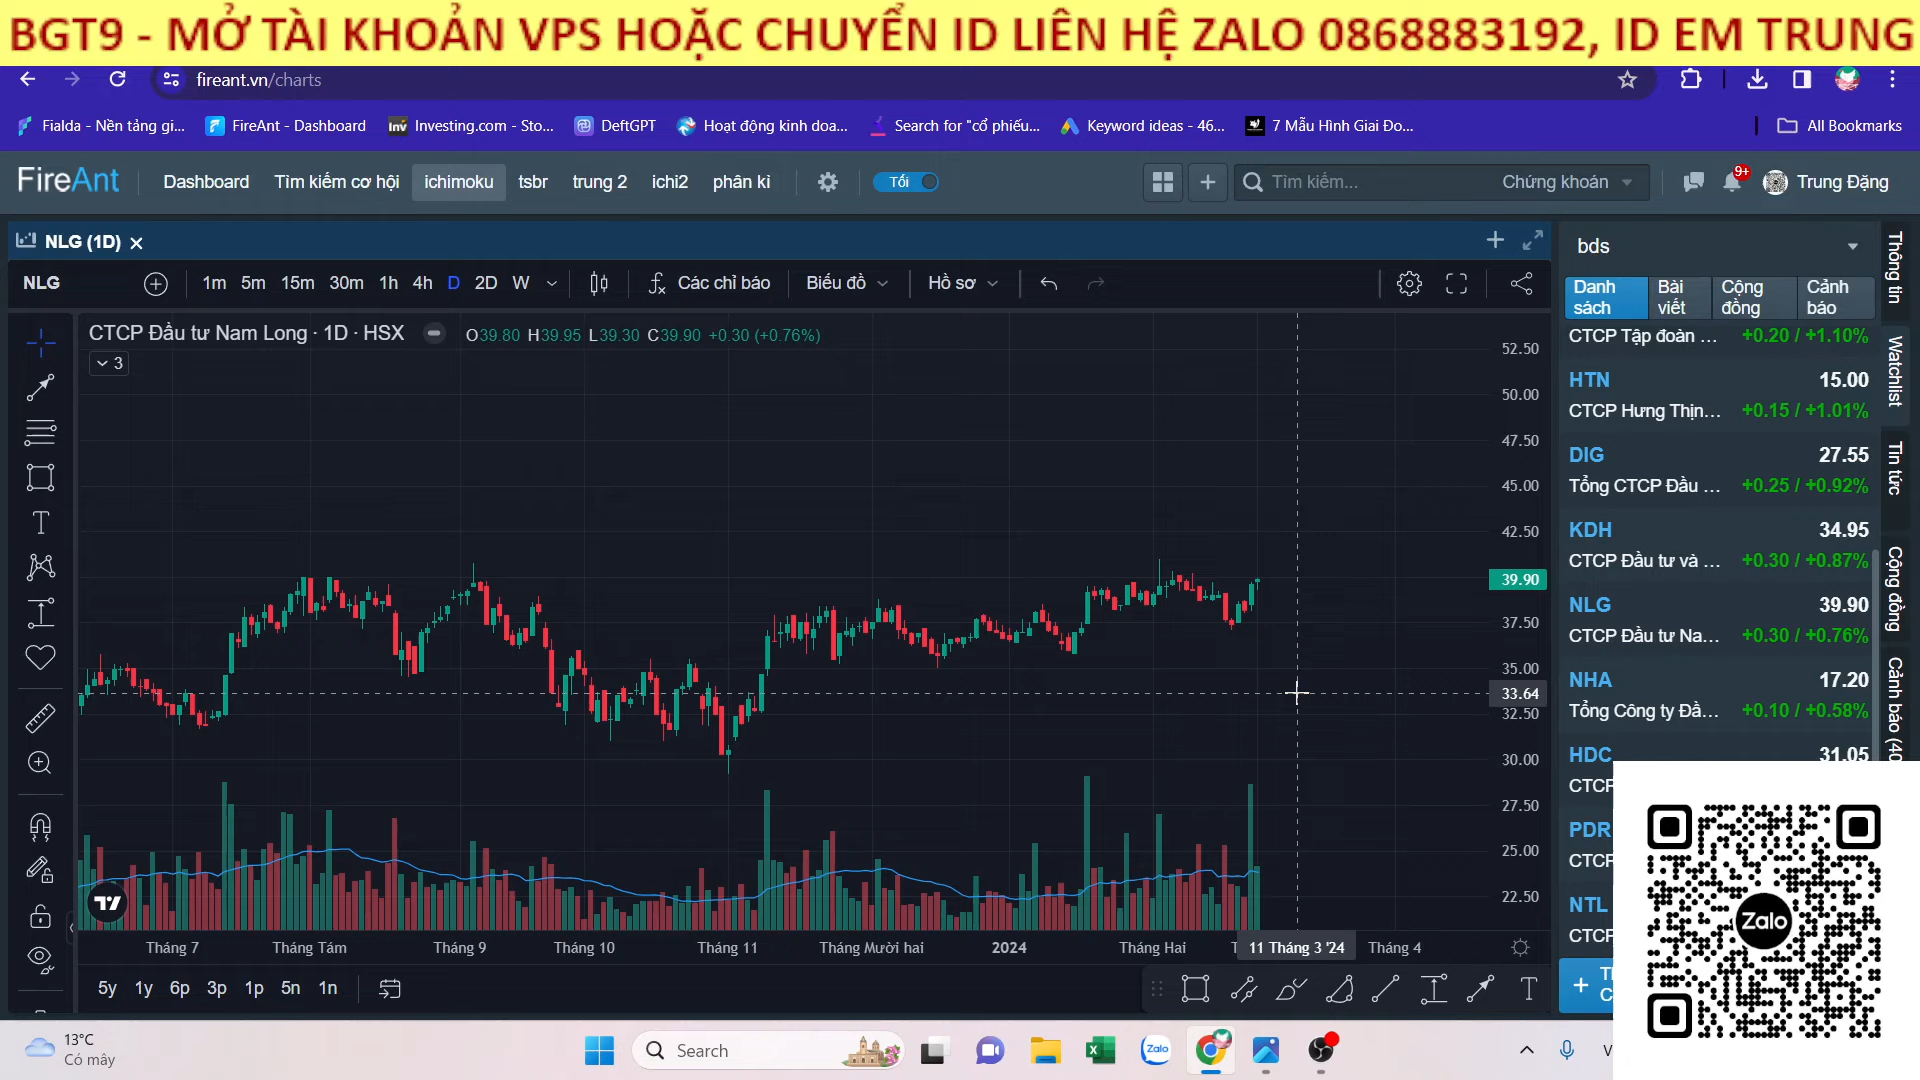 BGT9 - MỞ TÀI KHOẢN VPS HOẶC CHUYỂN ID LIÊN HỆ ZALO 0868883192, ID EM TRUNG
fireant.vn/charts
Fialda - Nền tảng gi...
FireAnt - Dashboard
Investing.com - Sto...
DeftGPT
Hoạt động kinh doa...
Search for "cổ phiếu...
Keyword ideas - 46...
7 Mẫu Hình Giai Đo...
All Bookmarks
FireAnt
Dashboard
Tìm kiếm cơ hội
ichimoku
tsbr
trung 2
ichi2
phân kì
Tối
Tìm kiếm...
Chứng khoán
9+
Trung Đặng
NLG (1D)
bds
NLG
1m 5m 15m 30m 1h 4h D 2D W
Các chỉ báo
Biểu đồ
Hồ sơ
Danh sách
Bài viết
Cộng đồng
Cảnh báo
CTCP Đầu tư Nam Long · 1D · HSX
O39.80 H39.95 L39.30 C39.90 +0.30 (+0.76%)
3
52.50
50.00
47.50
45.00
42.50
39.90
37.50
35.00
33.64
32.50
30.00
27.50
25.00
22.50
CTCP Tập đoàn ... +0.20 / +1.10%
HTN 15.00
CTCP Hưng Thịn... +0.15 / +1.01%
DIG 27.55
Tổng CTCP Đầu ... +0.25 / +0.92%
KDH 34.95
CTCP Đầu tư và ... +0.30 / +0.87%
NLG 39.90
CTCP Đầu tư Na... +0.30 / +0.76%
NHA 17.20
Tổng Công ty Đầ... +0.10 / +0.58%
HDC 31.05
CTCP
PDR
CTCP
NTL
CTCP
Thông tin
Watchlist
Tin tức
Cộng đồng
Cảnh báo (40
Tháng 7
Tháng Tám
Tháng 9
Tháng 10
Tháng 11
Tháng Mười hai
2024
Tháng Hai
11 Tháng 3 '24
Tháng 4
5y 1y 6p 3p 1p 5n 1n
Zalo
13°C
Có mây
Search
Zalo